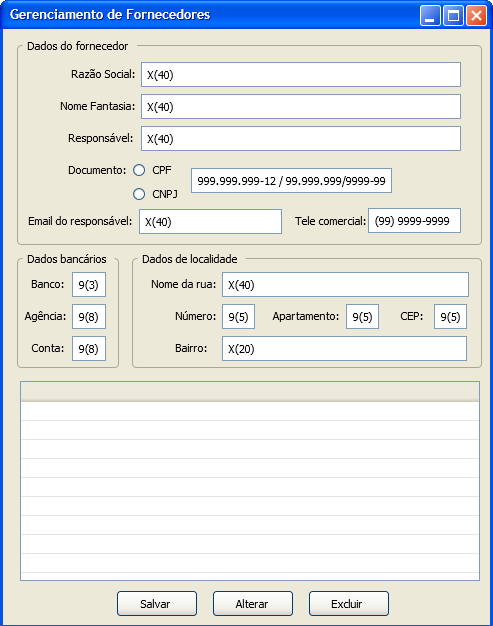 Gerenciamento de Fornecedores
Dados do fornecedor
Razão Social: X(40)
Nome Fantasia: X(40)
Responsável: X(40)
Documento: CPF
CNPJ
999.999.999-12 / 99.999.999/9999-99
Email do responsável: X(40) Tele comercial: (99) 9999-9999
Dados bancários
Banco: 9(3)
Agência: 9(8)
Conta: 9(8)
Dados de localidade
Nome da rua: X(40)
Número: 9(5) Apartamento: 9(5) CEP: 9(5)
Bairro: X(20)
Salvar Alterar Excluir